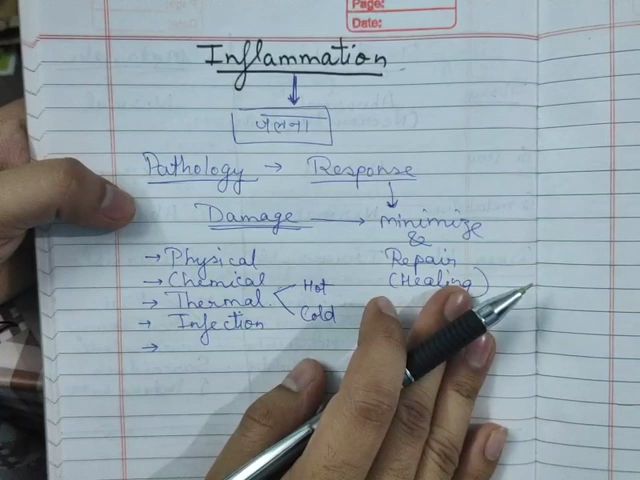 Page:
Date:
Inflammation
↓
जलना
Pathology → Response
↓
Damage → minimize
&
→ Physical Repair
→ Chemical (Healing)
→ Thermal < Hot
Cold
→ Infection
→